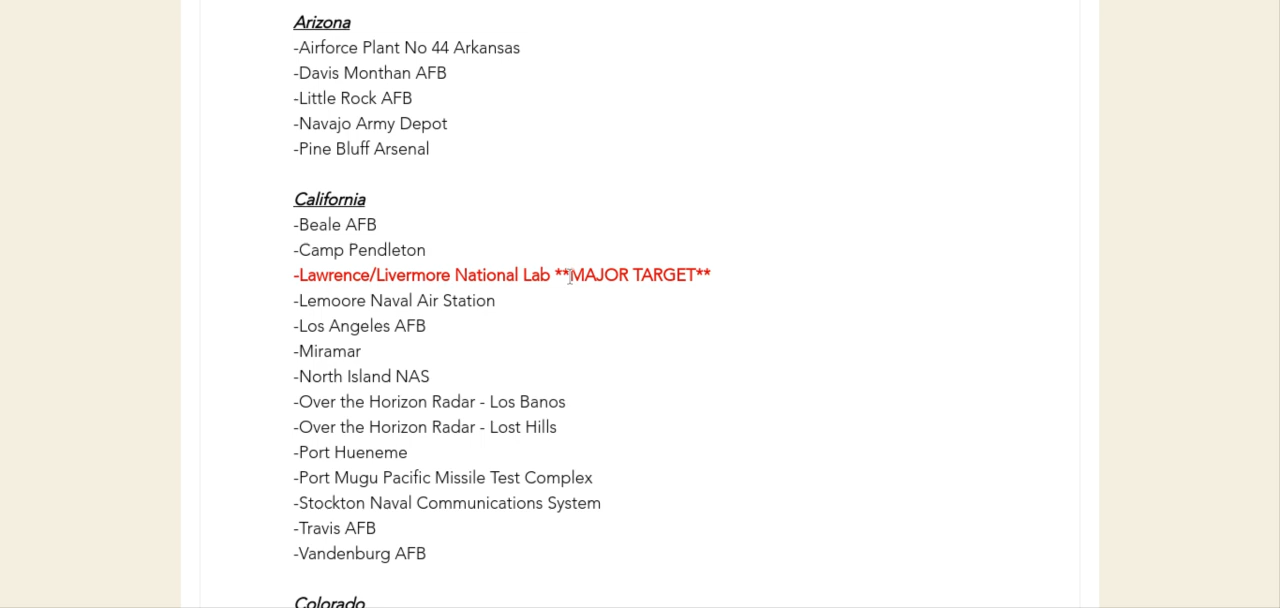 Arizona
-Airforce Plant No 44 Arkansas
-Davis Monthan AFB
-Little Rock AFB
-Navajo Army Depot
-Pine Bluff Arsenal
California
-Beale AFB
-Camp Pendleton
-Lawrence/Livermore National Lab **MAJOR TARGET**
-Lemoore Naval Air Station
-Los Angeles AFB
-Miramar
-North Island NAS
-Over the Horizon Radar - Los Banos
-Over the Horizon Radar - Lost Hills
-Port Hueneme
-Port Mugu Pacific Missile Test Complex
-Stockton Naval Communications System
-Travis AFB
-Vandenburg AFB
Colorado